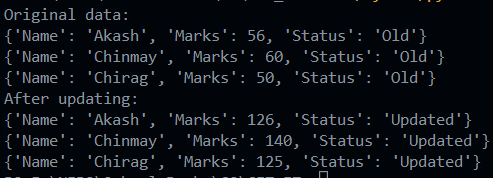 Original data:
{'Name': 'Akash', 'Marks': 56, 'Status': 'Old'}
{'Name': 'Chinmay', 'Marks': 60, 'Status': 'Old'}
{'Name': 'Chirag', 'Marks': 50, 'Status': 'Old'}
After updating:
{'Name': 'Akash', 'Marks': 126, 'Status': 'Updated'}
{'Name': 'Chinmay', 'Marks': 140, 'Status': 'Updated'}
{'Name': 'Chirag', 'Marks': 125, 'Status': 'Updated'}